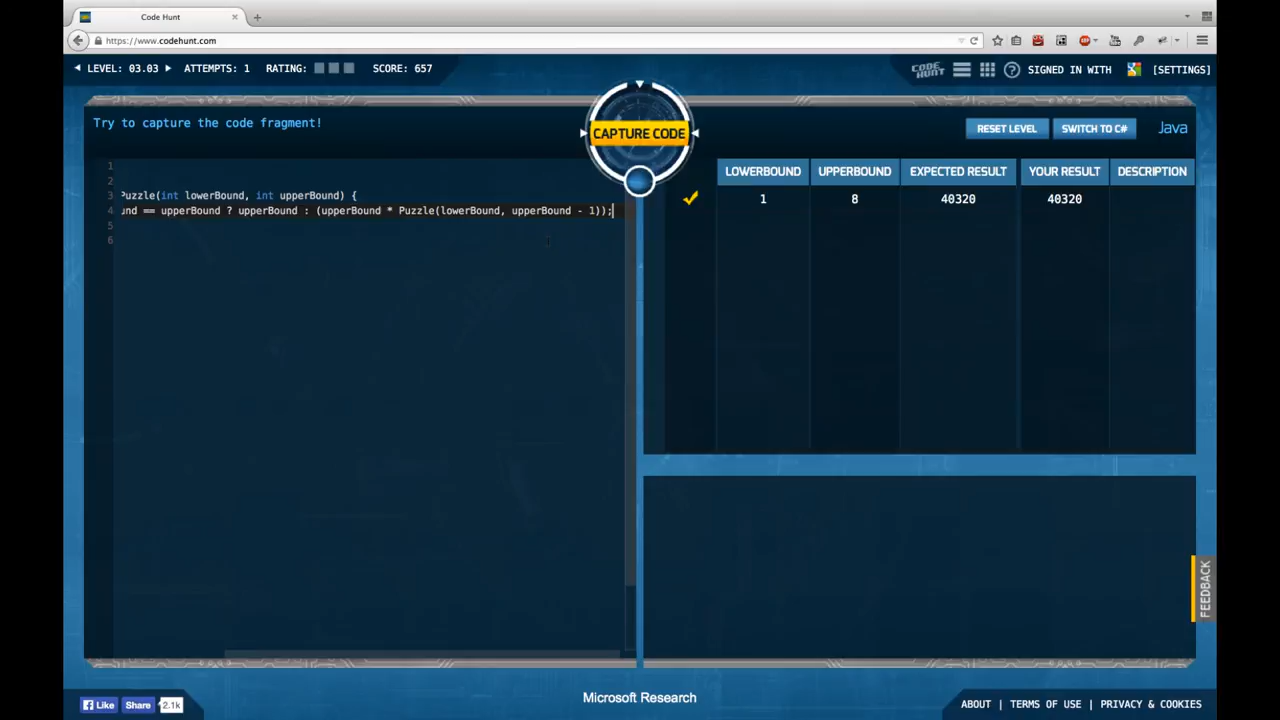 Code Hunt
https://www.codehunt.com
LEVEL: 03.03 ATTEMPTS: 1 RATING: SCORE: 657
CODE HUNT
SIGNED IN WITH [SETTINGS]
Try to capture the code fragment!
CAPTURE CODE
RESET LEVEL SWITCH TO C# Java
1
2
3 Puzzle(int lowerBound, int upperBound) {
4 und == upperBound ? upperBound : (upperBound * Puzzle(lowerBound, upperBound - 1));
5
6
LOWERBOUND UPPERBOUND EXPECTED RESULT YOUR RESULT DESCRIPTION
1 8 40320 40320
FEEDBACK
Like Share 2.1k
Microsoft Research
ABOUT | TERMS OF USE | PRIVACY & COOKIES